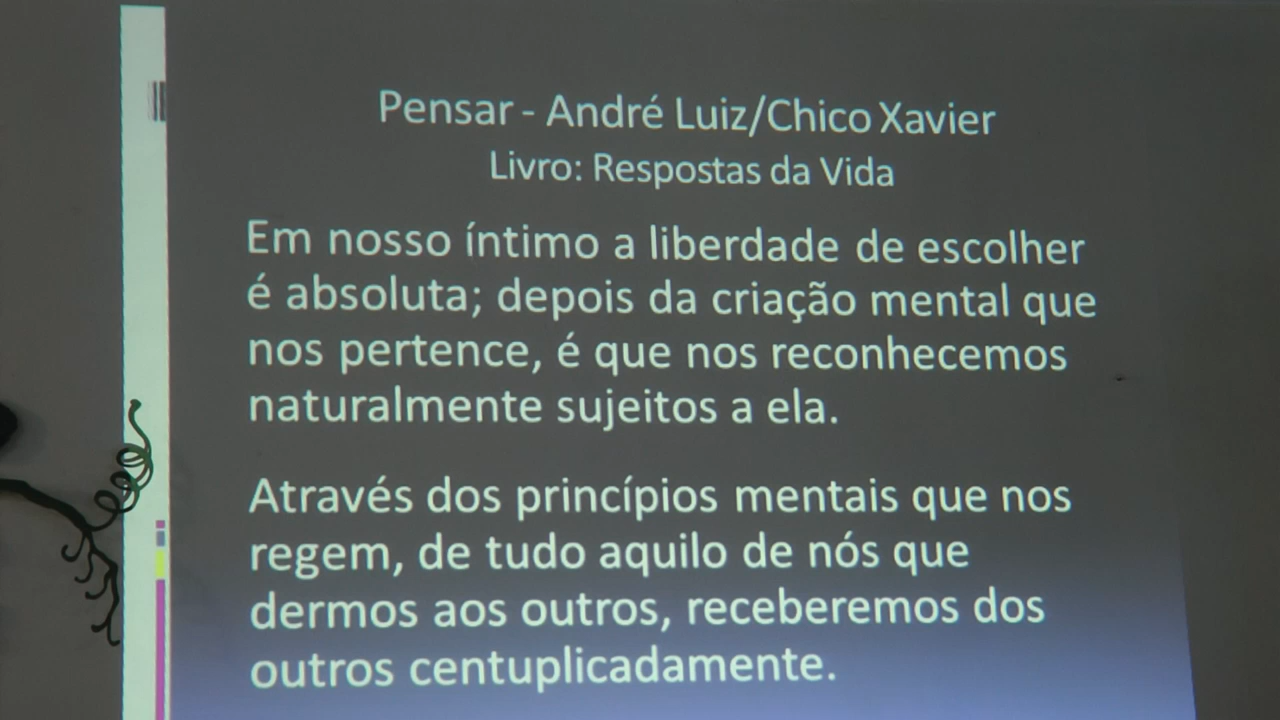 Pensar - André Luiz/Chico Xavier
Livro: Respostas da Vida
Em nosso íntimo a liberdade de escolher
é absoluta; depois da criação mental que
nos pertence, é que nos reconhecemos
naturalmente sujeitos a ela.
Através dos princípios mentais que nos
regem, de tudo aquilo de nós que
dermos aos outros, receberemos dos
outros centuplicadamente.